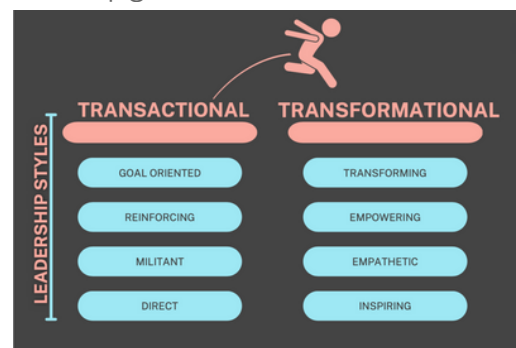 TRANSACTIONAL
TRANSFORMATIONAL
LEADERSHIP STYLES
GOAL ORIENTED
TRANSFORMING
REINFORCING
EMPOWERING
MILITANT
EMPATHETIC
DIRECT
INSPIRING